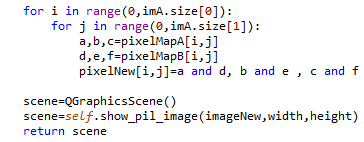 for i in range(0,imA.size[0]):
for j in range(0,imA.size[1]):
a,b,c=pixelMapA[i,j]
d,e,f=pixelMapB[i,j]
pixelNew[i,j]=a and d, b and e , c and f
scene=QGraphicsScene()
scene=self.show_pil_image(imageNew,width,height)
return scene